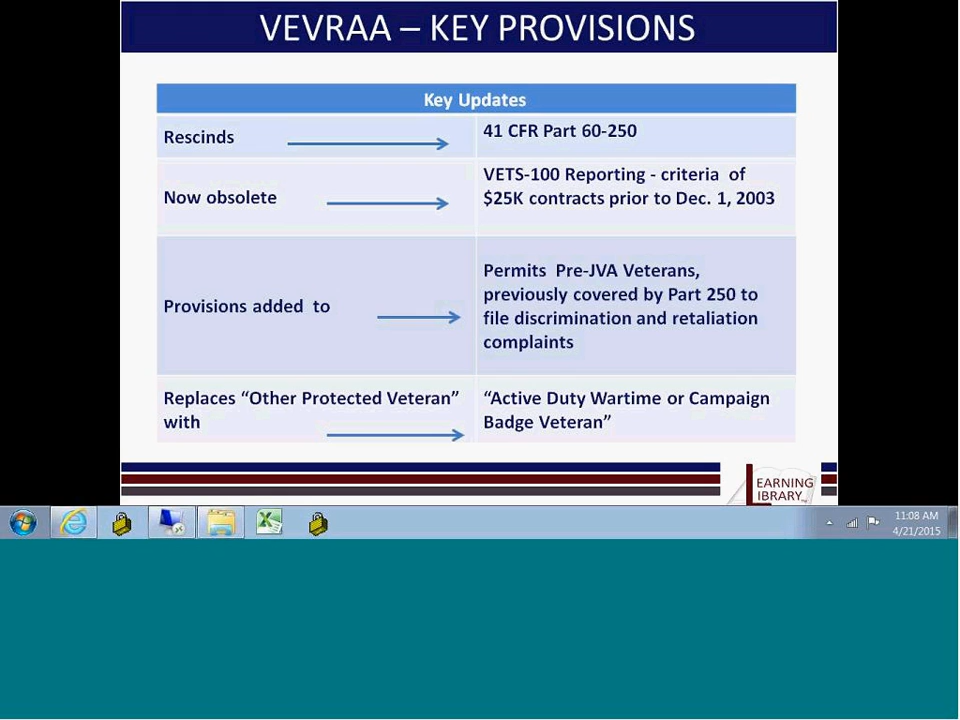 VEVRAA – KEY PROVISIONS
Key Updates
Rescinds
41 CFR Part 60-250
Now obsolete
VETS-100 Reporting - criteria of
$25K contracts prior to Dec. 1, 2003
Provisions added to
Permits Pre-JVA Veterans,
previously covered by Part 250 to
file discrimination and retaliation
complaints
Replaces “Other Protected Veteran”
with
“Active Duty Wartime or Campaign
Badge Veteran”
LEARNING
LIBRARY
11:08 AM
4/21/2015